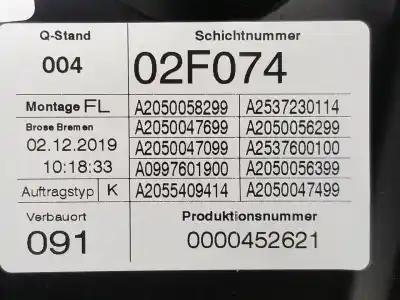 Q-Stand
Schichtnummer
004
02F074
Montage FL
A2050058299
A2537230114
Brose Bremen
A2050047699
A2050056299
02.12.2019
A2050047099
A2537600100
10:18:33
A0997601900
A2050056399
Auftragstyp K
A2055409414
A2050047499
Verbauort
Produktionsnummer
091
0000452621